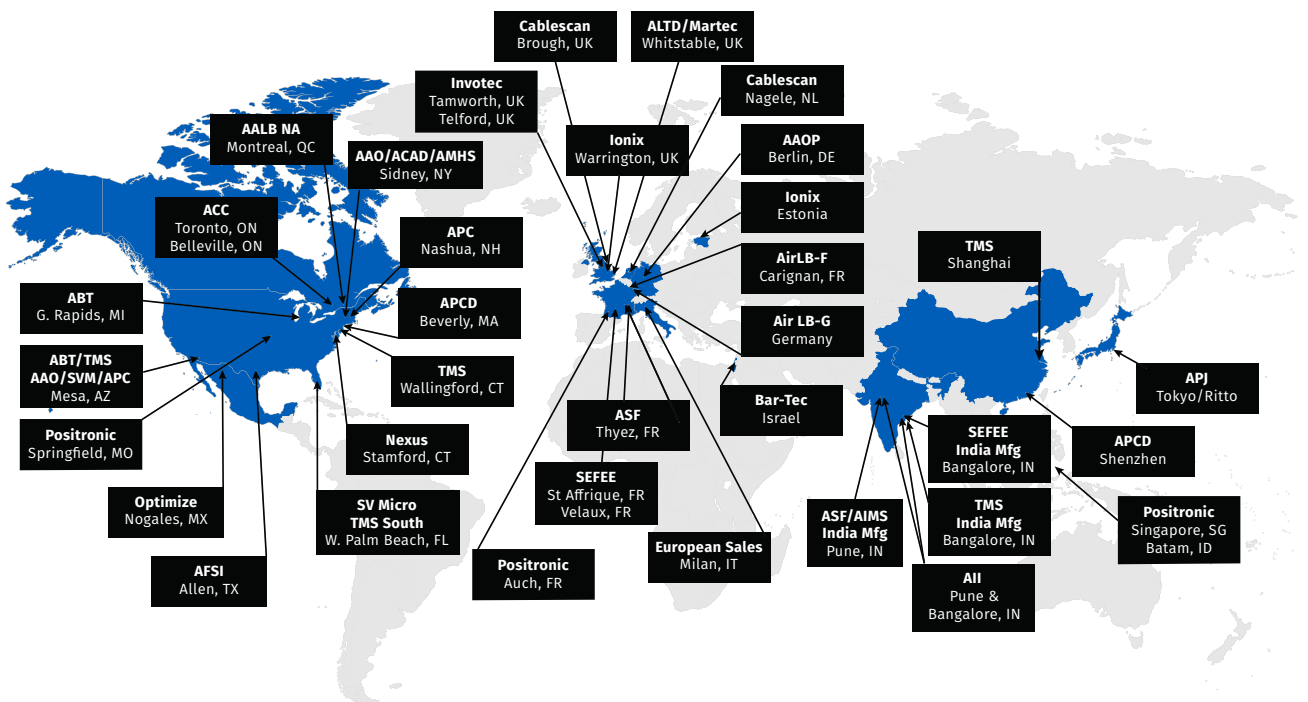 Cablescan
Brough, UK
ALTD/Martec
Whitstable, UK
Invotec
Tamworth, UK
Telford, UK
Cablescan
Nagele, NL
AALB NA
Montreal, QC
AAO/ACAD/AMHS
Sidney, NY
Ionix
Warrington, UK
AAOP
Berlin, DE
Ionix
Estonia
ACC
Toronto, ON
Belleville, ON
APC
Nashua, NH
AirLB-F
Carignan, FR
TMS
Shanghai
ABT
G. Rapids, MI
APCD
Beverly, MA
Air LB-G
Germany
ABT/TMS
AAO/SVM/APC
Mesa, AZ
TMS
Wallingford, CT
Bar-Tec
Israel
APJ
Tokyo/Ritto
Positronic
Springfield, MO
Nexus
Stamford, CT
ASF
Thyez, FR
SEFEE
India Mfg
Bangalore, IN
APCD
Shenzhen
Optimize
Nogales, MX
SV Micro
TMS South
W. Palm Beach, FL
SEFEE
St Affrique, FR
Velaux, FR
ASF/AIMS
India Mfg
Pune, IN
TMS
India Mfg
Bangalore, IN
Positronic
Singapore, SG
Batam, ID
AFSI
Allen, TX
Positronic
Auch, FR
European Sales
Milan, IT
AII
Pune &
Bangalore, IN